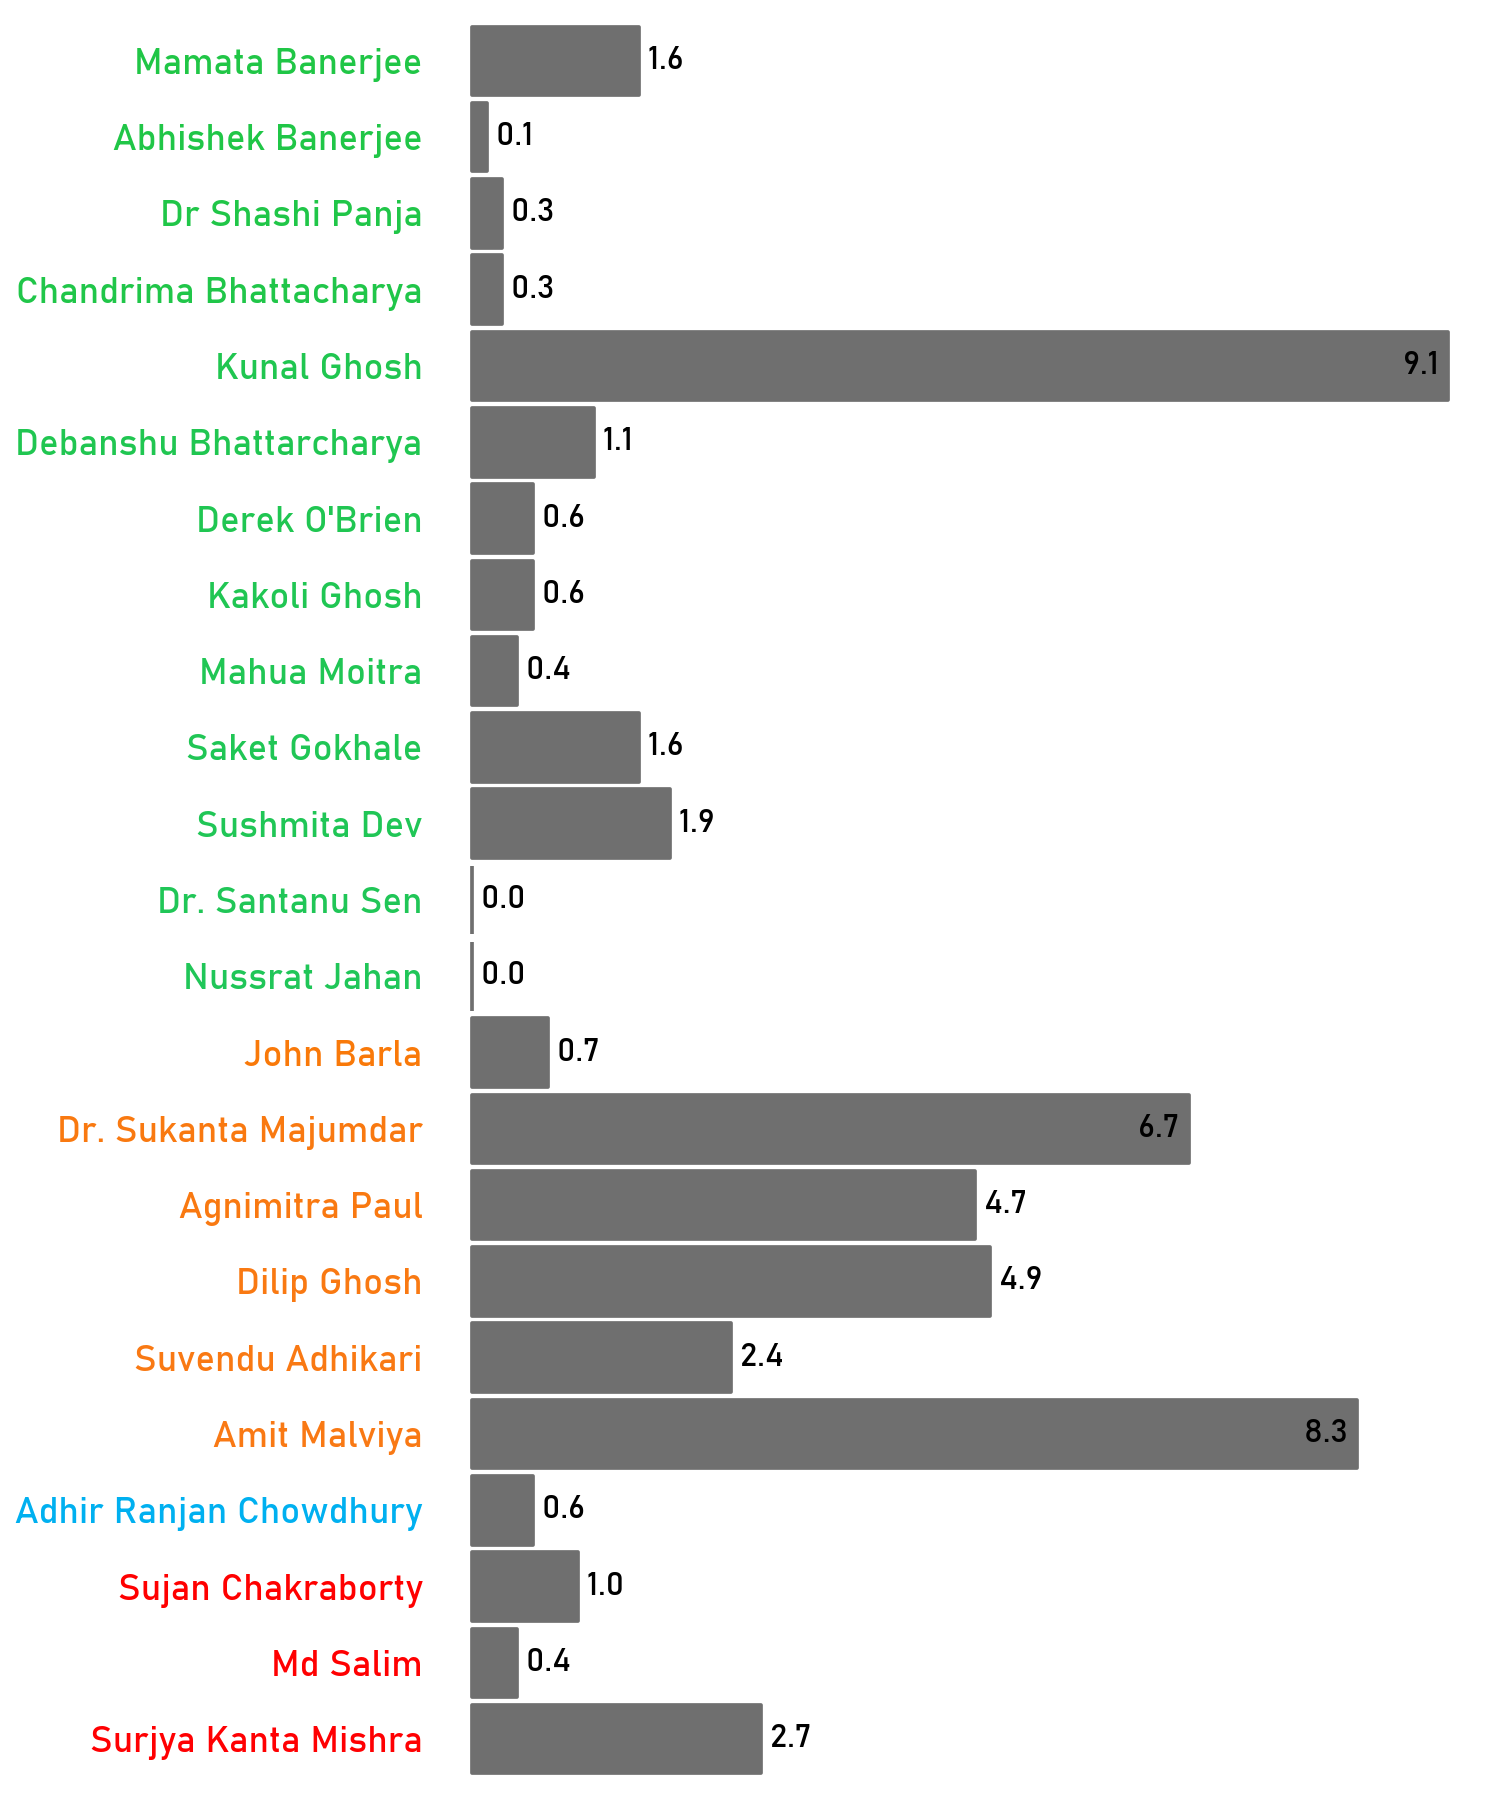 Mamata Banerjee 1.6
Abhishek Banerjee 0.1
Dr Shashi Panja 0.3
Chandrima Bhattacharya 0.3
Kunal Ghosh 9.1
Debanshu Bhattarcharya 1.1
Derek O'Brien 0.6
Kakoli Ghosh 0.6
Mahua Moitra 0.4
Saket Gokhale 1.6
Sushmita Dev 1.9
Dr. Santanu Sen 0.0
Nussrat Jahan 0.0
John Barla 0.7
Dr. Sukanta Majumdar 6.7
Agnimitra Paul 4.7
Dilip Ghosh 4.9
Suvendu Adhikari 2.4
Amit Malviya 8.3
Adhir Ranjan Chowdhury 0.6
Sujan Chakraborty 1.0
Md Salim 0.4
Surjya Kanta Mishra 2.7